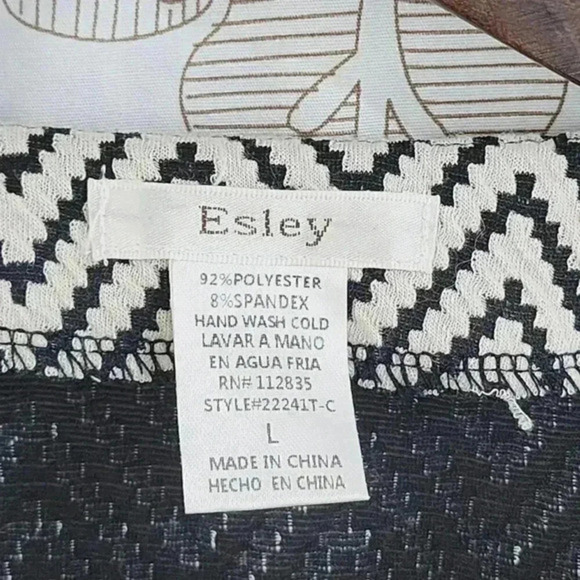 Esley
92%POLYESTER
8%SPANDEX
HAND WASH COLD
LAVAR A MANO
EN AGUA FRIA
RN# 112835
STYLE#22241T-C
L
MADE IN CHINA
HECHO EN CHINA